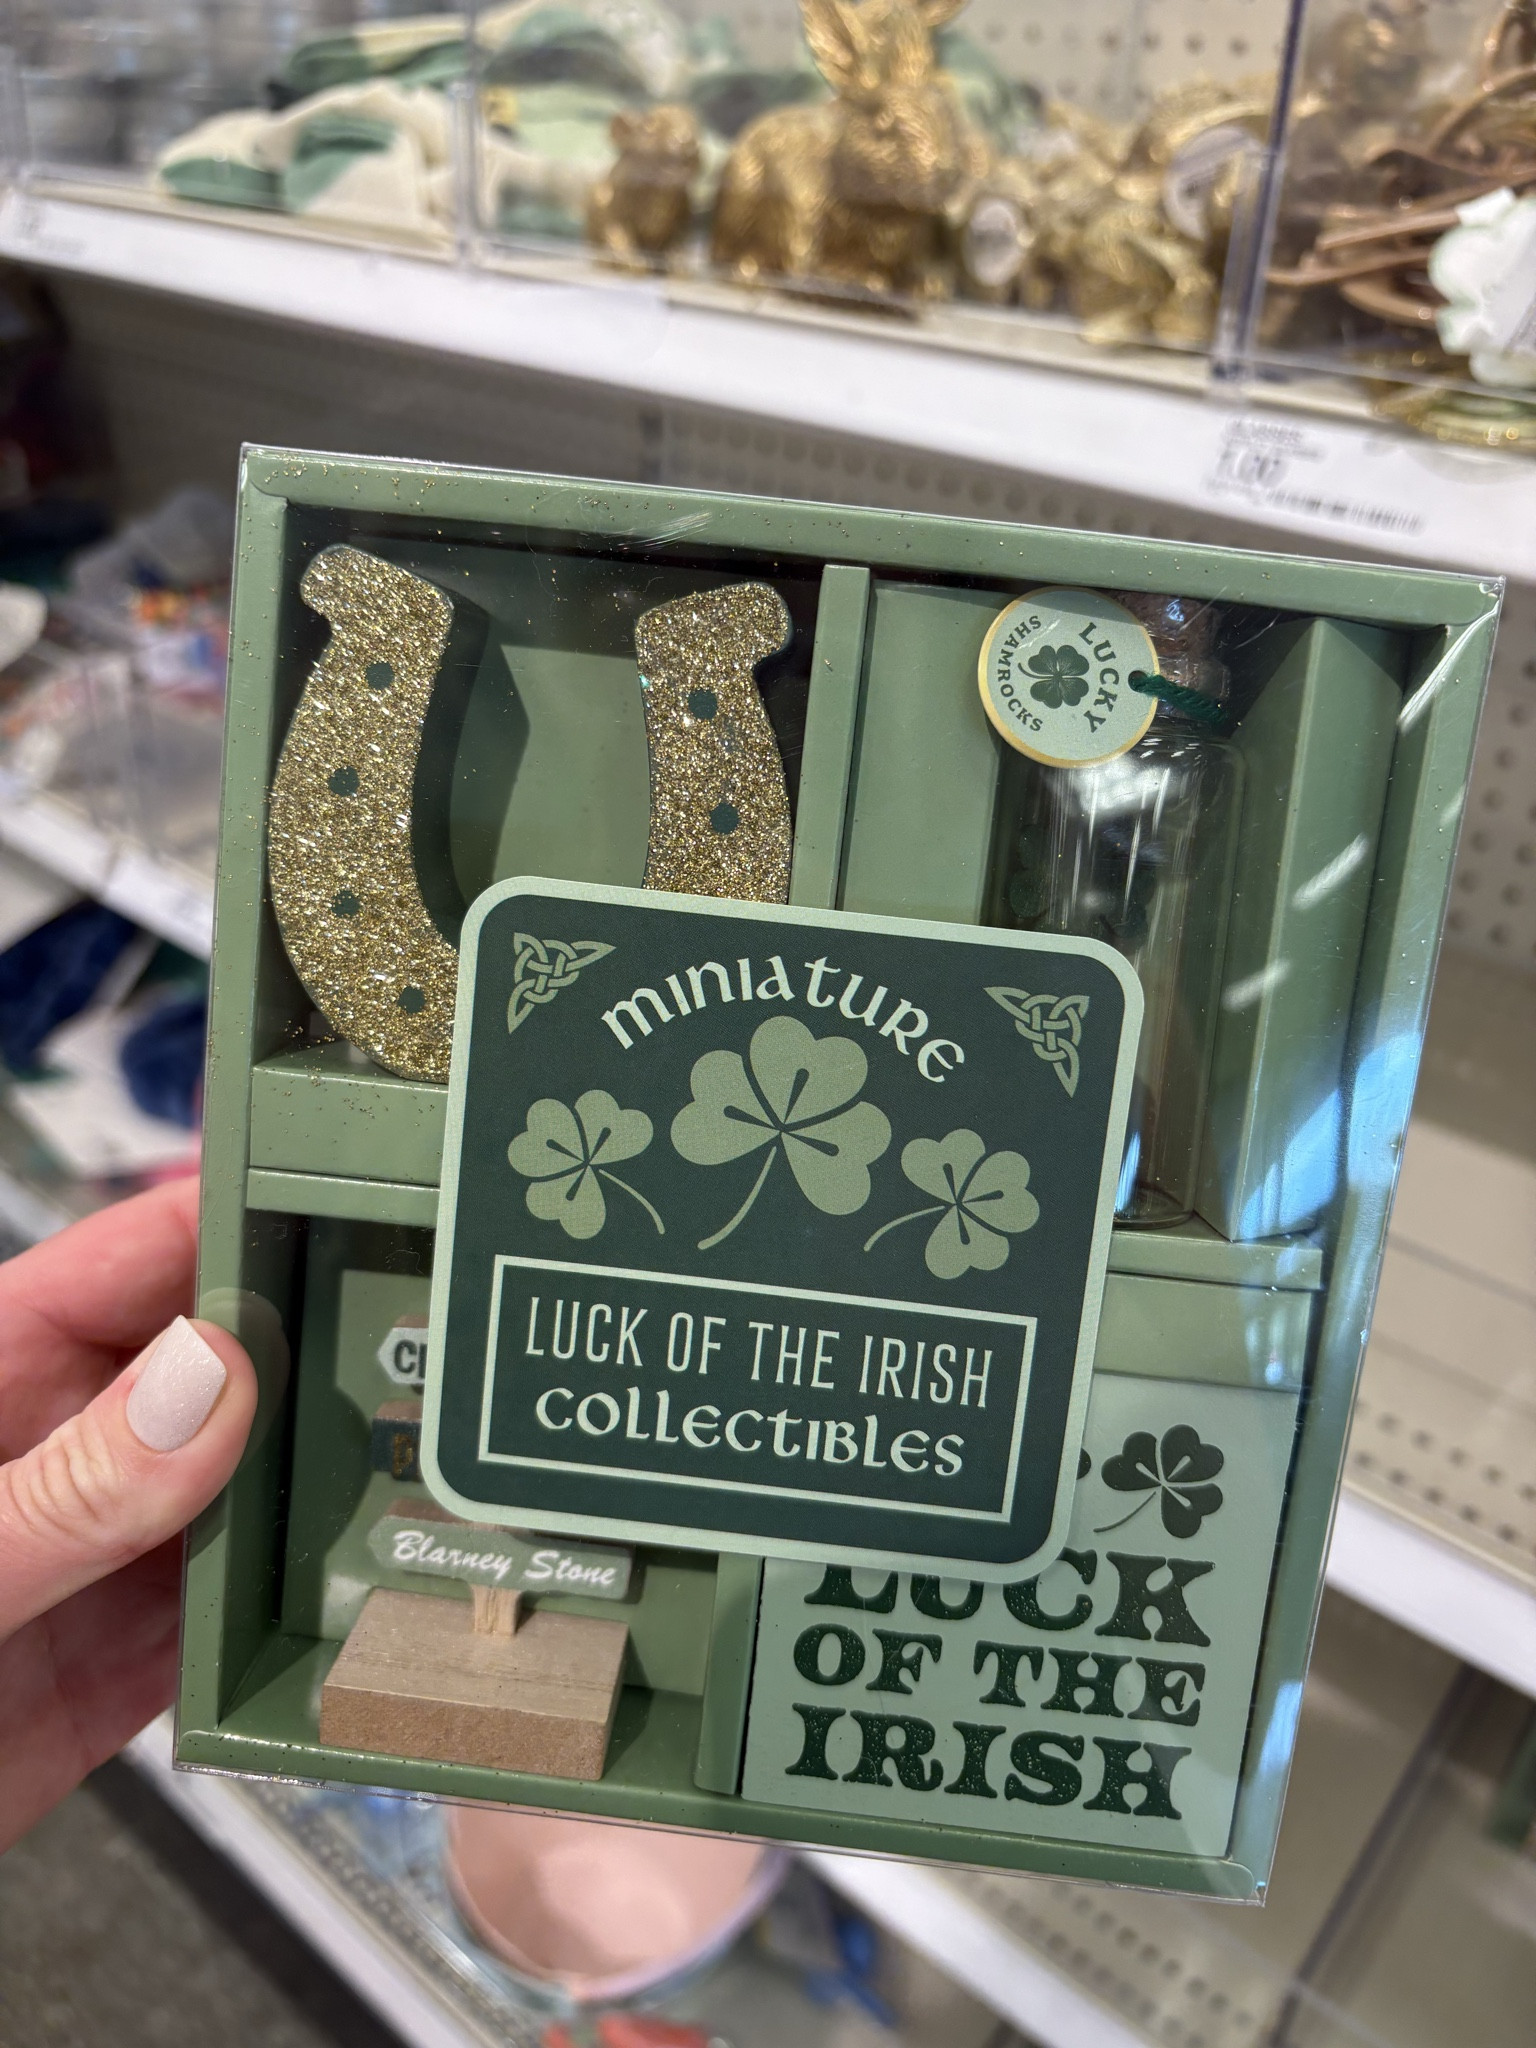 LUCKY
SHAMROCKS
MINIATURE
LUCK OF THE IRISH
COLLECTIBLES
Blarney Stone
LUCK
OF THE
IRISH